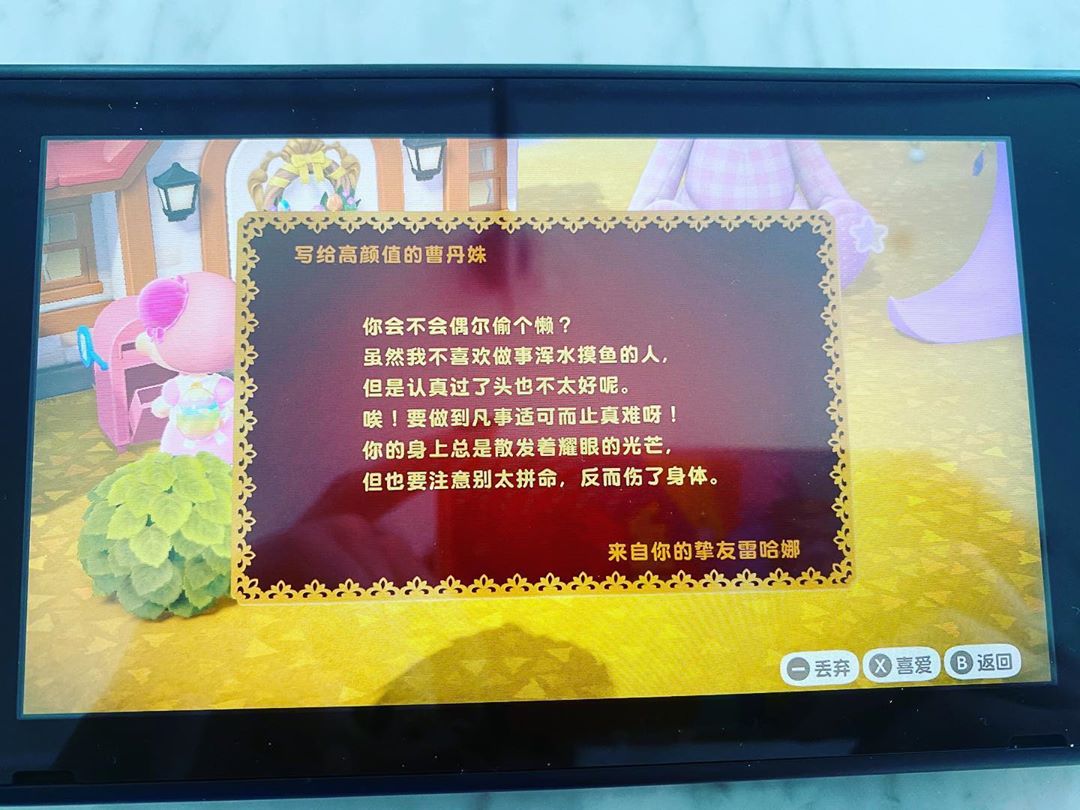 写给高颜值的曹丹姝
你会不会偶尔偷个懒？
虽然我不喜欢做事浑水摸鱼的人，
但是认真过了头也不太好呢。
唉！要做到凡事适可而止真难呀！
你的身上总是散发着耀眼的光芒，
但也要注意别太拼命，反而伤了身体。
来自你的挚友雷哈娜
丢弃 X 喜爱 B 返回